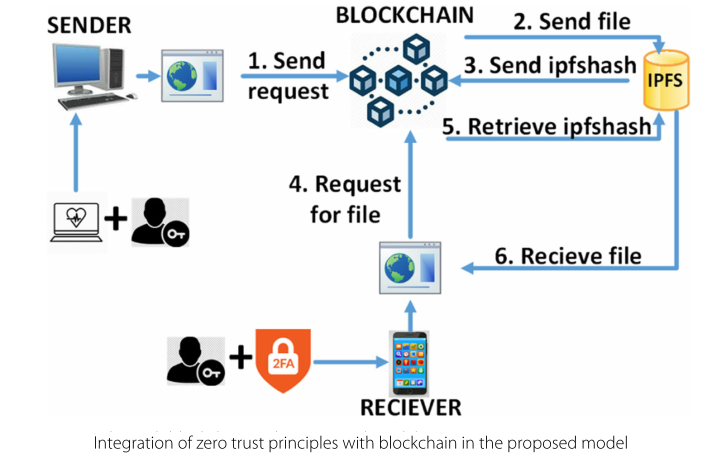 SENDER
BLOCKCHAIN
2. Send file
1. Send
request
3. Send ipfshash
IPFS
5. Retrieve ipfshash
4. Request
for file
6. Recieve file
2FA
RECIEVER
Integration of zero trust principles with blockchain in the proposed model